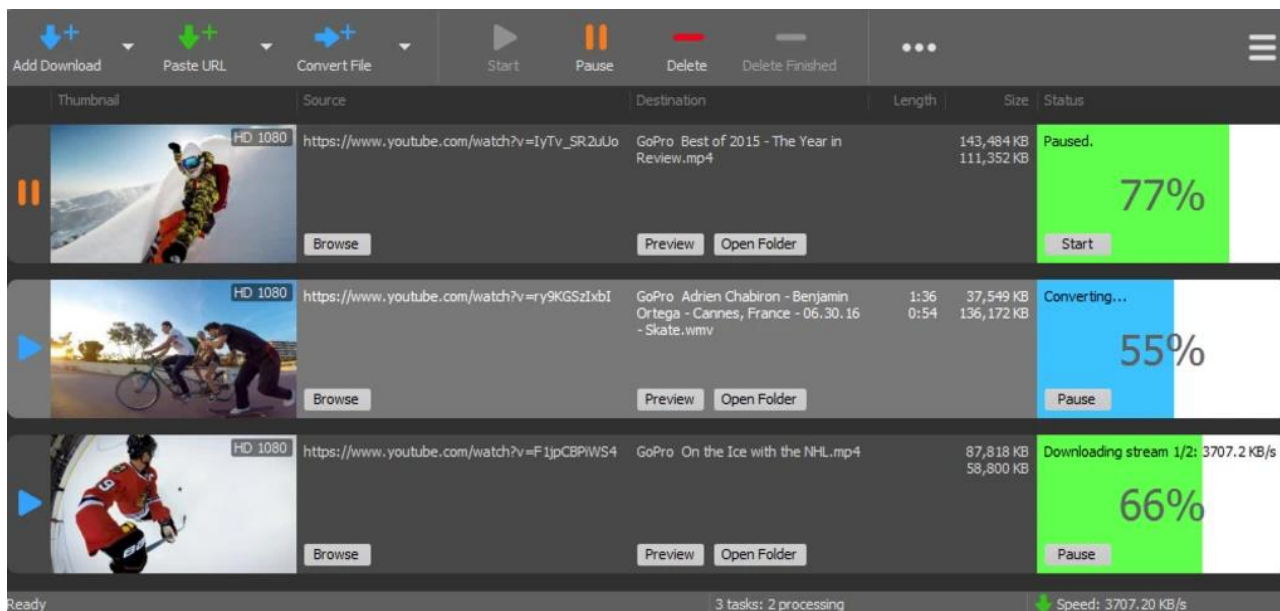 Add Download
Paste URL
Convert File
Start
Pause
Delete
Delete Finished
Thumbnail Source Destination Length Size Status
HD 1080
https://www.youtube.com/watch?v=IyTv_SR2uUo
GoPro Best of 2015 - The Year in
Review.mp4
143,484 KB
111,352 KB
Paused.
77%
Browse
Preview
Open Folder
Start
HD 1080
https://www.youtube.com/watch?v=ry9KGSzIxbI
GoPro Adrien Chabiron - Benjamin
Ortega - Cannes, France - 06.30.16
- Skate.wmv
1:36
0:54
37,549 KB
136,172 KB
Converting...
55%
Browse
Preview
Open Folder
Pause
HD 1080
https://www.youtube.com/watch?v=F1jpCBPiWS4
GoPro On the Ice with the NHL.mp4
87,818 KB
58,800 KB
Downloading stream 1/2: 3707.2 KB/s
66%
9
Browse
Preview
Open Folder
Pause
Ready
3 tasks: 2 processing
Speed: 3707.20 KB/s